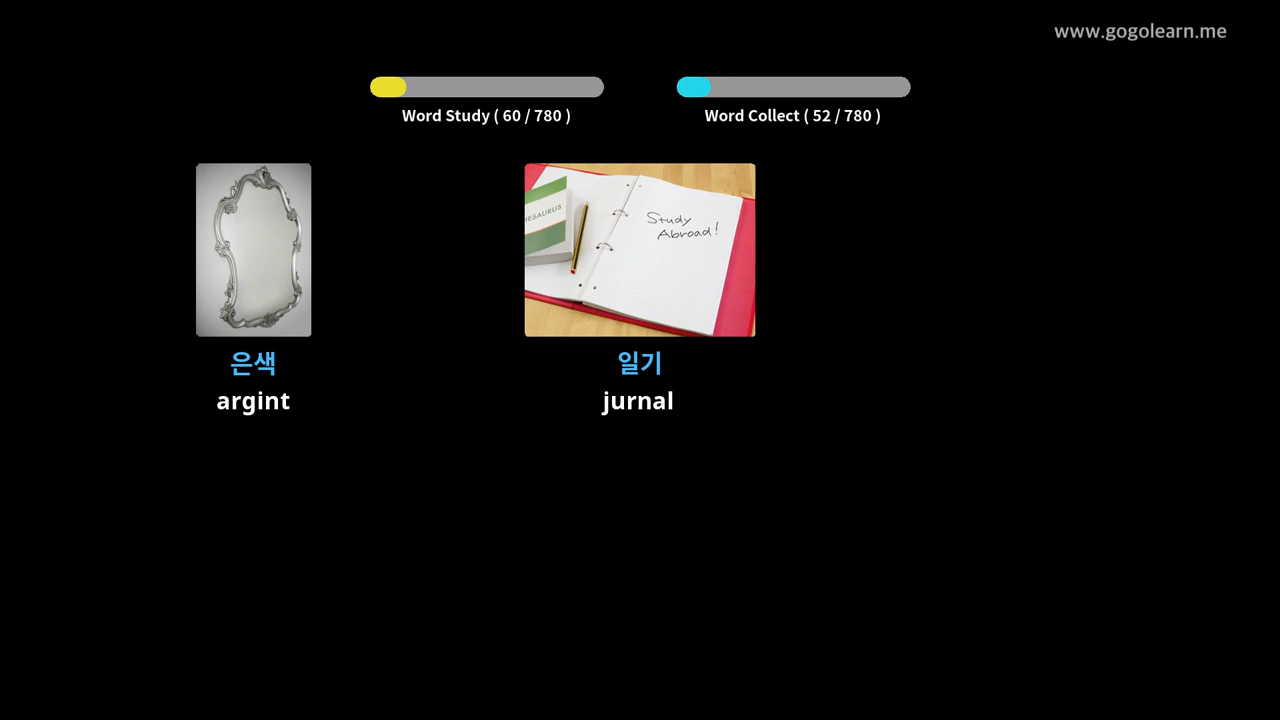 www.gogolearn.me
Word Study ( 60 / 780 )
Word Collect ( 52 / 780 )
HESAURUS
Study
Abroad!
은색
argint
일기
jurnal